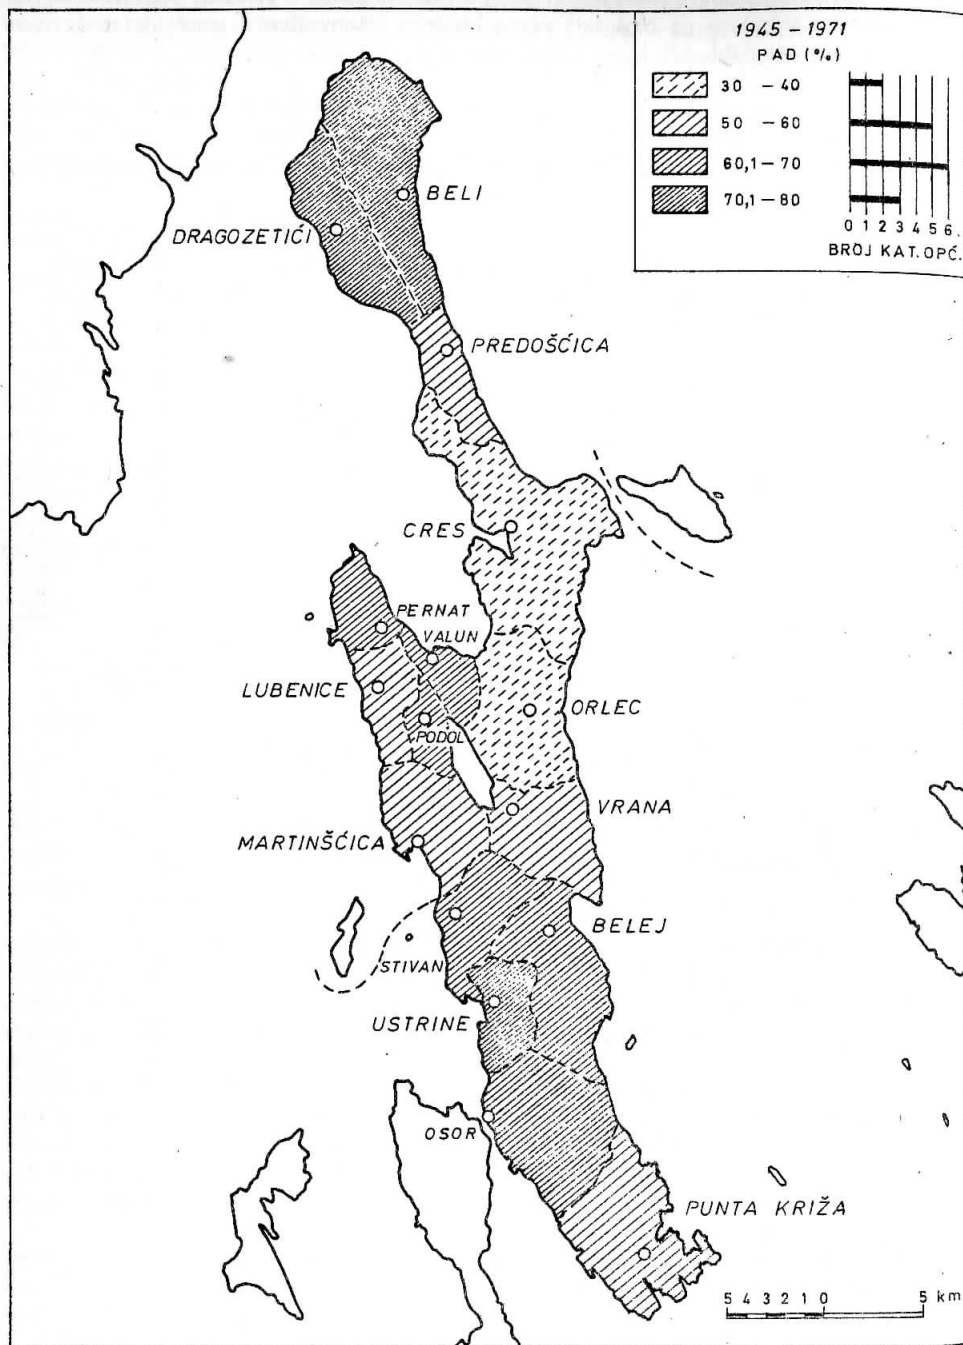 1945 – 1971
PAD (%)
30 – 40
50 – 60
60,1 – 70
70,1 – 80
0 1 2 3 4 5 6.
BROJ KAT. OPĆ.
BELI
DRAGOZETIĆI
PREDOŠĆICA
CRES
PERNAT
VALUN
LUBENICE
ORLEC
PODOL
VRANA
MARTINŠĆICA
BELEJ
STIVAN
USTRINE
OSOR
PUNTA KRIŽA
5 4 3 2 1 0 5 km